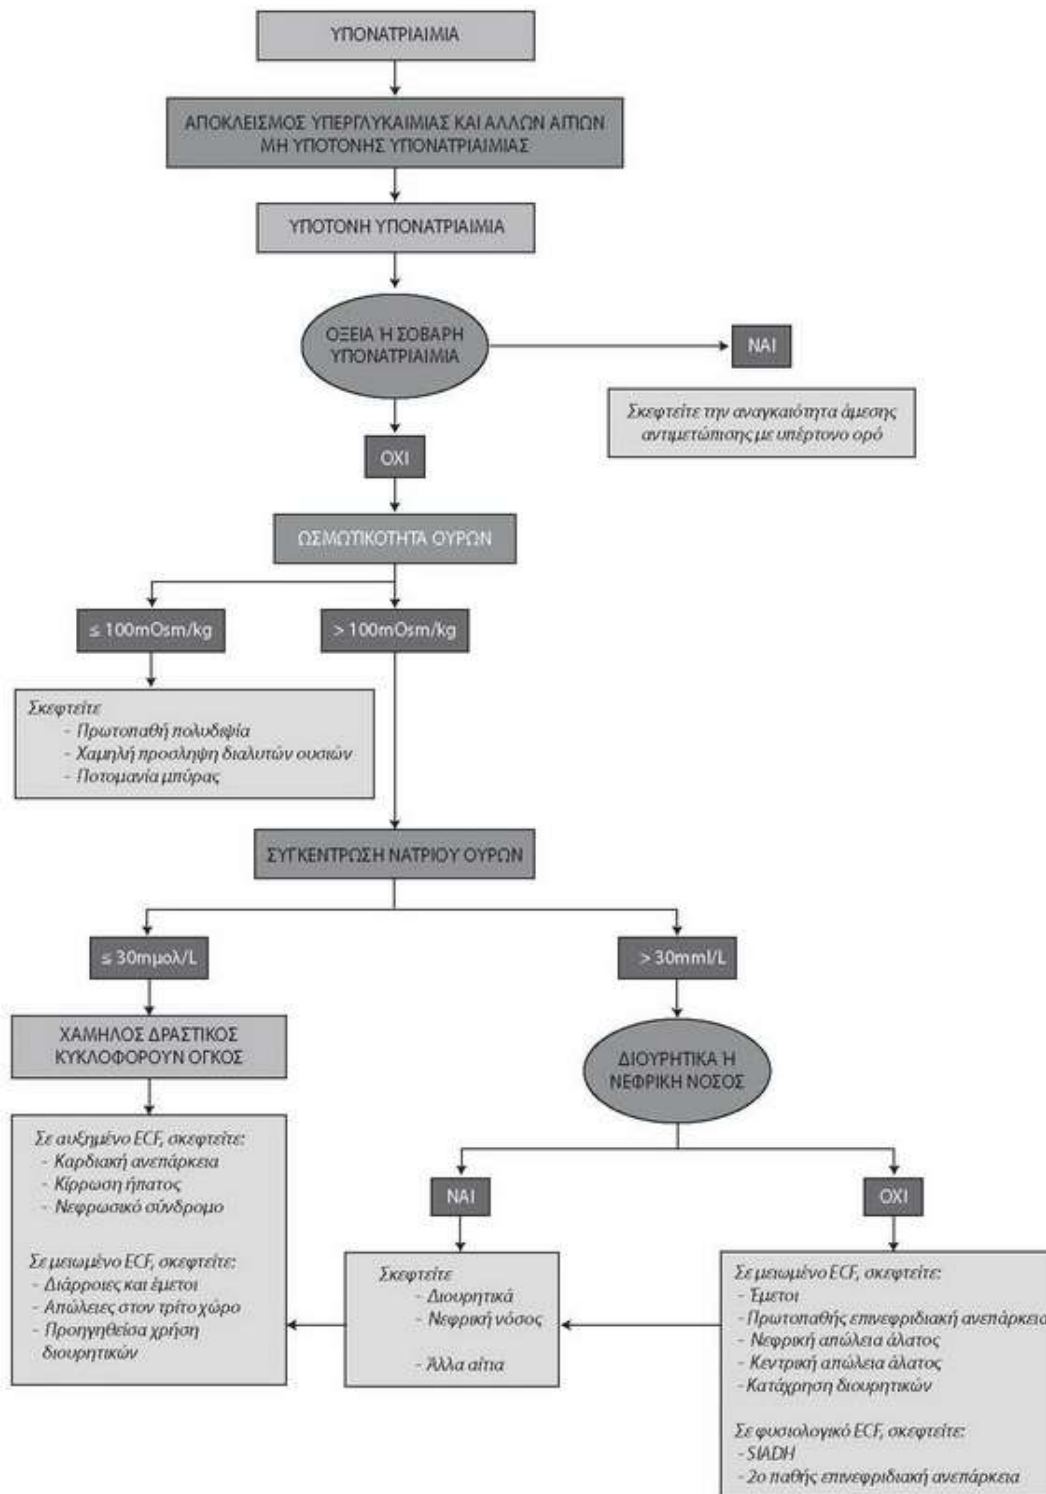 ΥΠΟΝΑΤΡΙΑΙΜΙΑ
ΑΠΟΚΛΕΙΣΜΟΣ ΥΠΕΡΓΛΥΚΑΙΜΙΑΣ ΚΑΙ ΑΛΛΩΝ ΑΙΤΙΩΝ
ΜΗ ΥΠΟΤΟΝΗΣ ΥΠΟΝΑΤΡΙΑΙΜΙΑΣ
ΥΠΟΤΟΝΗ ΥΠΟΝΑΤΡΙΑΙΜΙΑ
ΟΞΕΙΑ Ή ΣΟΒΑΡΗ
ΥΠΟΝΑΤΡΙΑΙΜΙΑ
ΝΑΙ
Σκεφτείτε την αναγκαιότητα άμεσης
αντιμετώπισης με υπέρτονο ορό
ΟΧΙ
ΩΣΜΩΤΙΚΟΤΗΤΑ ΟΥΡΩΝ
≤ 100mOsm/kg
> 100mOsm/kg
Σκεφτείτε
- Πρωτοπαθή πολυδιψία
- Χαμηλή προσληψη διαλυτών ουσιών
- Ποτομανία μπύρας
ΣΥΓΚΕΝΤΡΩΣΗ ΝΑΤΡΙΟΥ ΟΥΡΩΝ
≤ 30mμολ/L
> 30mml/L
ΧΑΜΗΛΟΣ ΔΡΑΣΤΙΚΟΣ
ΚΥΚΛΟΦΟΡΟΥΝ ΟΓΚΟΣ
ΔΙΟΥΡΗΤΙΚΑ Ή
ΝΕΦΡΙΚΗ ΝΟΣΟΣ
Σε αυξημένο ECF, σκεφτείτε:
- Καρδιακή ανεπάρκεια
- Κίρρωση ήπατος
- Νεφρωσικό σύνδρομο
Σε μειωμένο ECF, σκεφτείτε:
- Διάρροιες και έμετοι
- Απώλειες στον τρίτο χώρο
- Προηγηθείσα χρήση
διουρητικών
ΝΑΙ
ΟΧΙ
Σκεφτείτε
- Διουρητικά
- Νεφρική νόσος
- Άλλα αίτια
Σε μειωμένο ECF, σκεφτείτε:
- Έμετοι
- Πρωτοπαθής επινεφριδιακή ανεπάρκεια
- Νεφρική απώλεια άλατος
- Κεντρική απώλεια άλατος
- Κατάχρηση διουρητικών
Σε φυσιολογικό ECF, σκεφτείτε:
- SIADH
- 2ο παθής επινεφριδιακή ανεπάρκεια